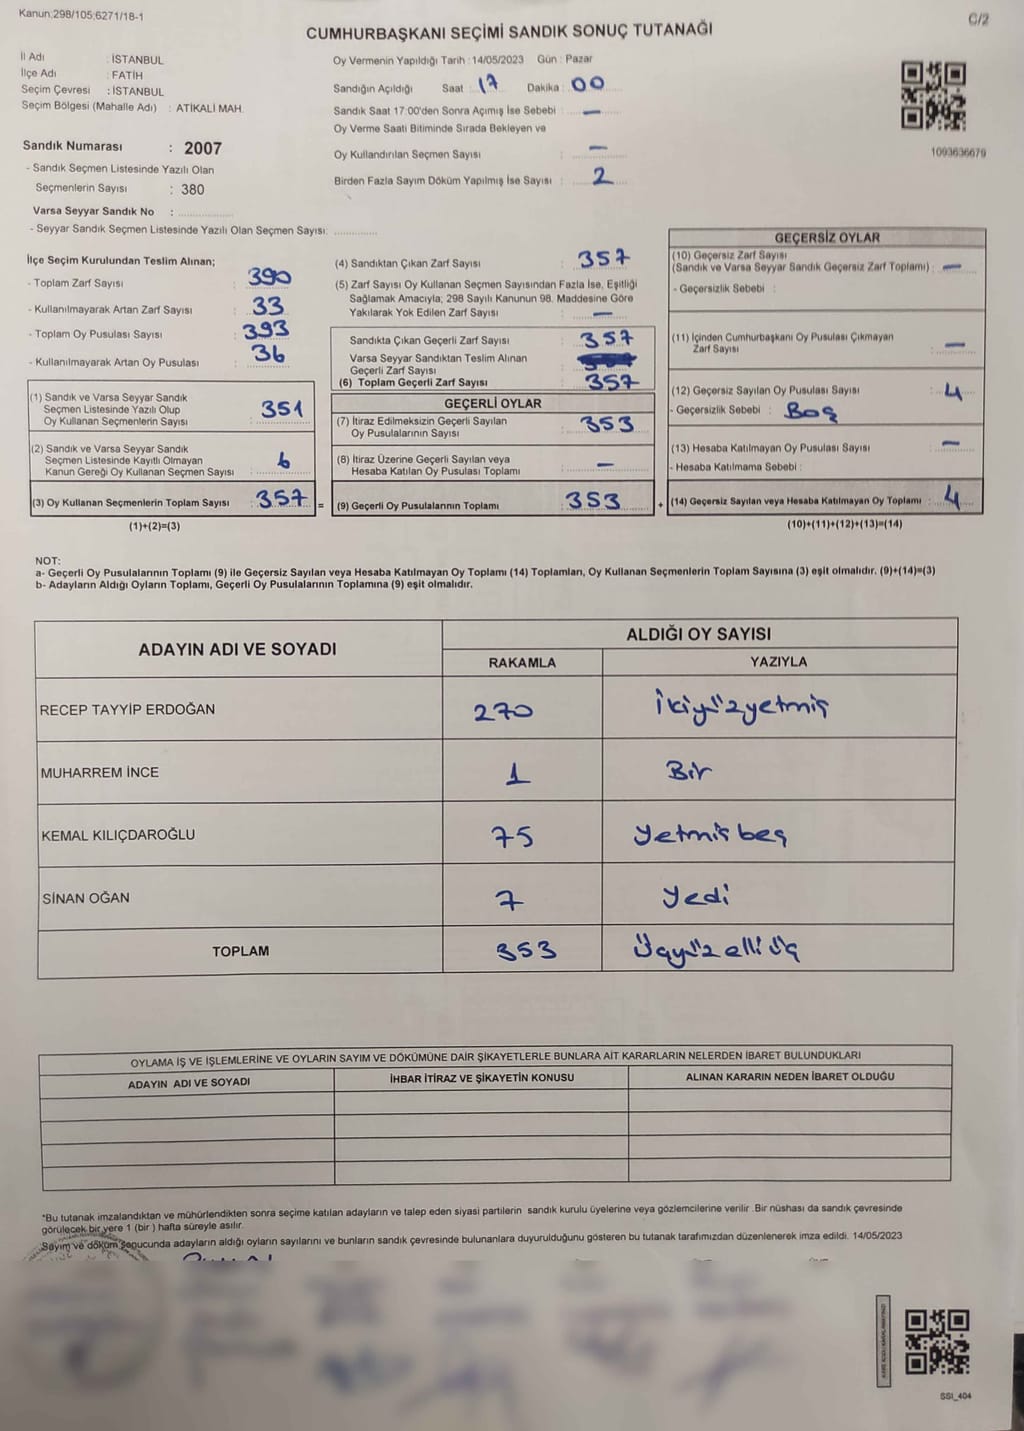 Kanun;298/105;6271/18-1
C/2
CUMHURBAŞKANI SEÇİMİ SANDIK SONUÇ TUTANAĞI
İl Adı : İSTANBUL
İlçe Adı : FATİH
Seçim Çevresi : İSTANBUL
Seçim Bölgesi (Mahalle Adı) : ATİKALİ MAH.
Oy Vermenin Yapıldığı Tarih : 14/05/2023 Gün : Pazar
Sandığın Açıldığı Saat : 17 Dakika : 00
Sandık Saat 17:00'den Sonra Açımış İse Sebebi : —
Oy Verme Saati Bitiminde Sırada Bekleyen ve
Oy Kullandırılan Seçmen Sayısı : —
Birden Fazla Sayım Döküm Yapılmış İse Sayısı : 2
1093636679
Sandık Numarası : 2007
- Sandık Seçmen Listesinde Yazılı Olan
Seçmenlerin Sayısı : 380
Varsa Seyyar Sandık No :
- Seyyar Sandık Seçmen Listesinde Yazılı Olan Seçmen Sayısı:
İlçe Seçim Kurulundan Teslim Alınan;
- Toplam Zarf Sayısı : 390
- Kullanılmayarak Artan Zarf Sayısı : 33
- Toplam Oy Pusulası Sayısı : 393
- Kullanılmayarak Artan Oy Pusulası : 36
(1) Sandık ve Varsa Seyyar Sandık
Seçmen Listesinde Yazılı Olup
Oy Kullanan Seçmenlerin Sayısı : 351
(2) Sandık ve Varsa Seyyar Sandık
Seçmen Listesinde Kayıtlı Olmayan
Kanun Gereği Oy Kullanan Seçmen Sayısı : 6
(3) Oy Kullanan Seçmenlerin Toplam Sayısı : 357 =
(1)+(2)=(3)
(4) Sandıktan Çıkan Zarf Sayısı : 357
(5) Zarf Sayısı Oy Kullanan Seçmen Sayısından Fazla İse, Eşitliği
Sağlamak Amacıyla; 298 Sayılı Kanunun 98. Maddesine Göre
Yakılarak Yok Edilen Zarf Sayısı : —
Sandıkta Çıkan Geçerli Zarf Sayısı : 357
Varsa Seyyar Sandıktan Teslim Alınan
Geçerli Zarf Sayısı :
(6) Toplam Geçerli Zarf Sayısı : 357
GEÇERLİ OYLAR
(7) İtiraz Edilmeksizin Geçerli Sayılan
Oy Pusulalarının Sayısı : 353
(8) İtiraz Üzerine Geçerli Sayılan veya
Hesaba Katılan Oy Pusulası Toplamı : —
(9) Geçerli Oy Pusulalarının Toplamı : 353 +
GEÇERSİZ OYLAR
(10) Geçersiz Zarf Sayısı
(Sandık ve Varsa Seyyar Sandık Geçersiz Zarf Toplamı) : —
- Geçersizlik Sebebi :
(11) İçinden Cumhurbaşkanı Oy Pusulası Çıkmayan
Zarf Sayısı : —
(12) Geçersiz Sayılan Oy Pusulası Sayısı : 4
- Geçersizlik Sebebi : Boş
(13) Hesaba Katılmayan Oy Pusulası Sayısı : —
- Hesaba Katılmama Sebebi :
(14) Geçersiz Sayılan veya Hesaba Katılmayan Oy Toplamı : 4
(10)+(11)+(12)+(13)=(14)
NOT:
a- Geçerli Oy Pusulalarının Toplamı (9) ile Geçersiz Sayılan veya Hesaba Katılmayan Oy Toplamı (14) Toplamları, Oy Kullanan Seçmenlerin Toplam Sayısına (3) eşit olmalıdır. (9)+(14)=(3)
b- Adayların Aldığı Oyların Toplamı, Geçerli Oy Pusulalarının Toplamına (9) eşit olmalıdır.
ADAYIN ADI VE SOYADI
ALDIĞI OY SAYISI
RAKAMLA YAZIYLA
RECEP TAYYİP ERDOĞAN 270 İkiyüzyetmiş
MUHARREM İNCE 1 Bir
KEMAL KILIÇDAROĞLU 75 Yetmiş beş
SİNAN OĞAN 7 Yedi
TOPLAM 353 Üçyüz elli üç
OYLAMA İŞ VE İŞLEMLERİNE VE OYLARIN SAYIM VE DÖKÜMÜNE DAİR ŞİKAYETLERLE BUNLARA AİT KARARLARIN NELERDEN İBARET BULUNDUKLARI
ADAYIN ADI VE SOYADI İHBAR İTİRAZ VE ŞİKAYETİN KONUSU ALINAN KARARIN NEDEN İBARET OLDUĞU
*Bu tutanak imzalandıktan ve mühürlendikten sonra seçime katılan adayların ve talep eden siyasi partilerin sandık kurulu üyelerine veya gözlemcilerine verilir .Bir nüshası da sandık çevresinde
görülecek bir yere 1 (bir ) hafta süreyle asılır.
Sayım ve döküm sonucunda adayların aldığı oyların sayılarını ve bunların sandık çevresinde bulunanlara duyurulduğunu gösteren bu tutanak tarafımızdan düzenlenerek imza edildi. 14/05/2023
SSI_404